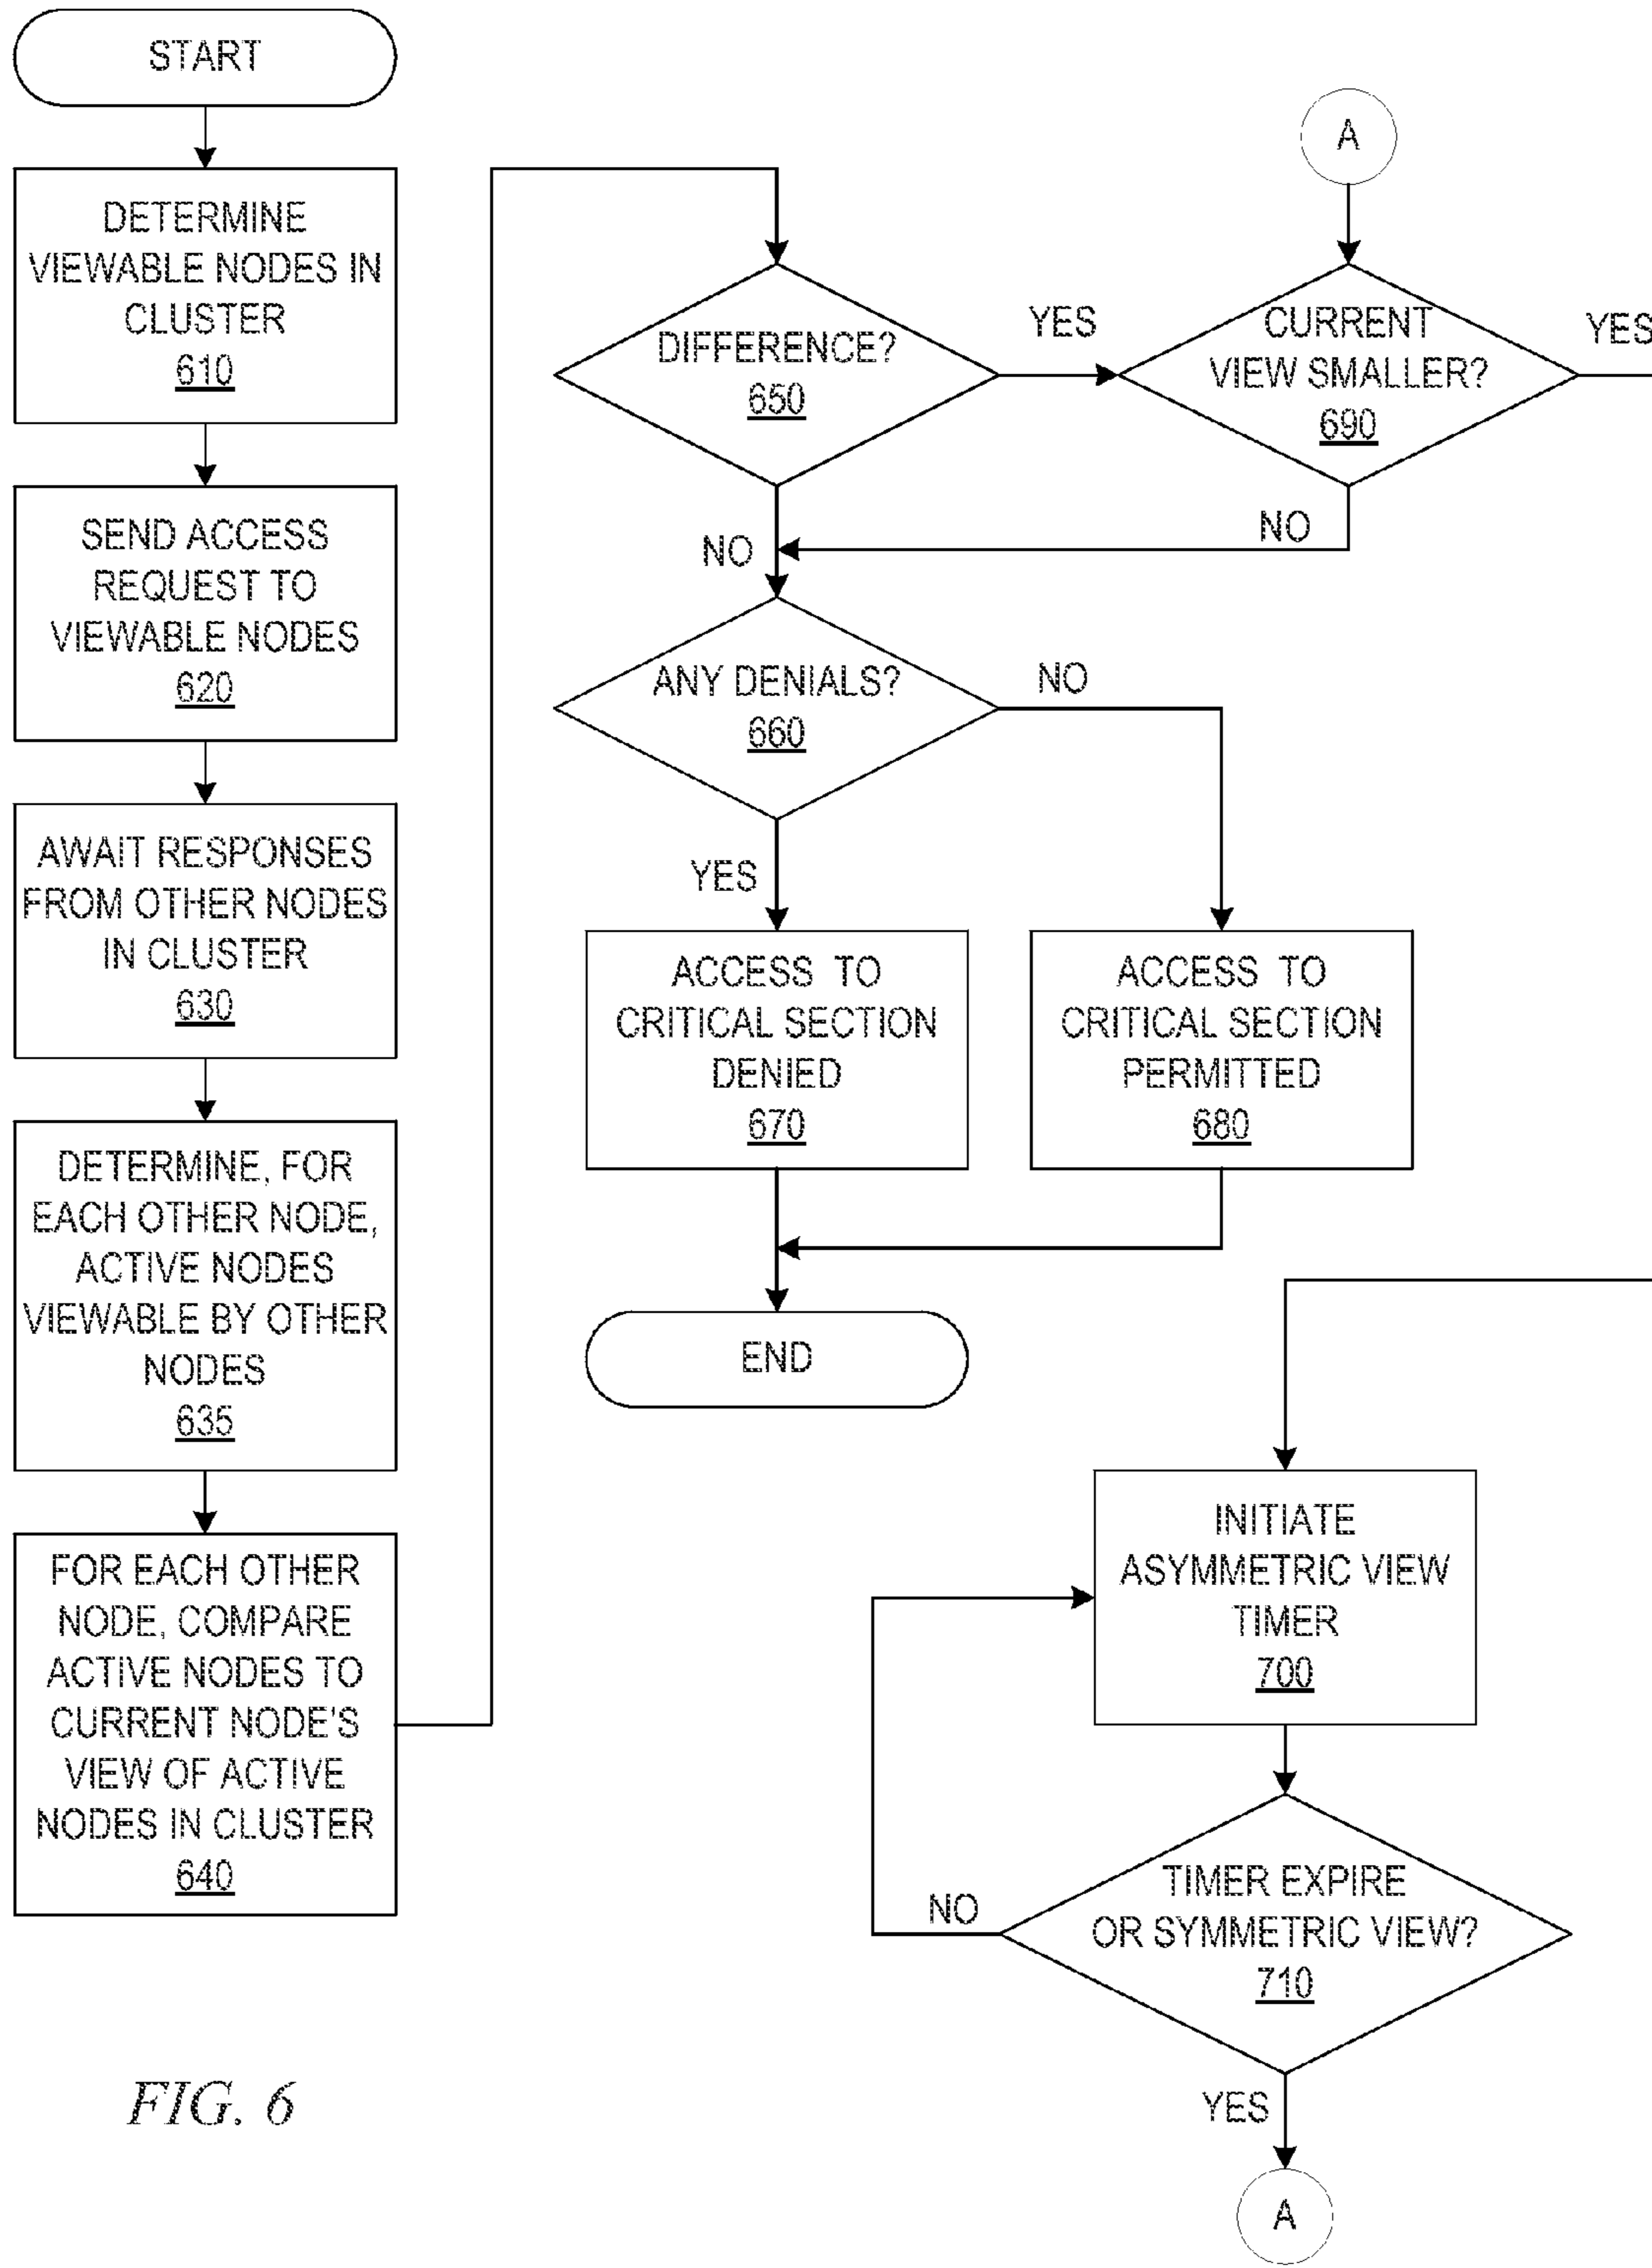 START
DETERMINE
VIEWABLE NODES IN
CLUSTER
610
SEND ACCESS
REQUEST TO
VIEWABLE NODES
620
AWAIT RESPONSES
FROM OTHER NODES
IN CLUSTER
630
DETERMINE, FOR
EACH OTHER NODE,
ACTIVE NODES
VIEWABLE BY OTHER
NODES
635
FOR EACH OTHER
NODE, COMPARE
ACTIVE NODES TO
CURRENT NODE'S
VIEW OF ACTIVE
NODES IN CLUSTER
640
DIFFERENCE?
650
YES
NO
A
CURRENT
VIEW SMALLER?
690
YES
NO
ANY DENIALS?
660
NO
YES
ACCESS TO
CRITICAL SECTION
DENIED
670
ACCESS TO
CRITICAL SECTION
PERMITTED
680
END
INITIATE
ASYMMETRIC VIEW
TIMER
700
TIMER EXPIRE
OR SYMMETRIC VIEW?
710
NO
YES
A
FIG. 6